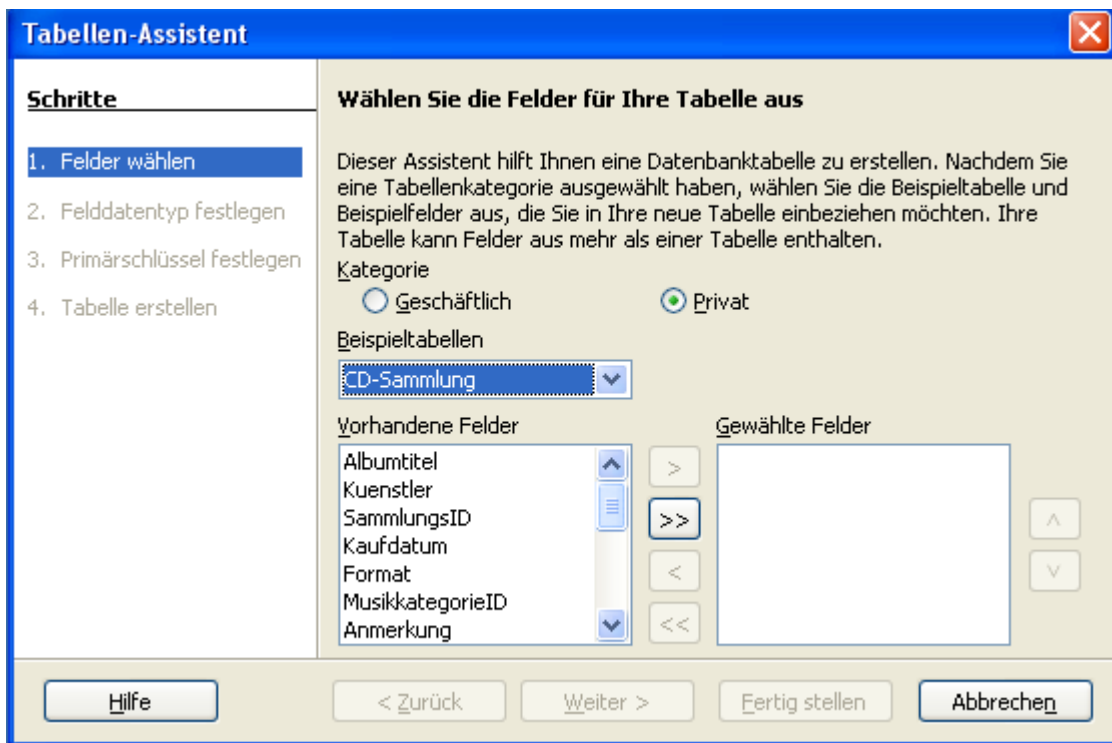 Tabellen-Assistent
Schritte
1. Felder wählen
2. Felddatentyp festlegen
3. Primärschlüssel festlegen
4. Tabelle erstellen
Wählen Sie die Felder für Ihre Tabelle aus
Dieser Assistent hilft Ihnen eine Datenbanktabelle zu erstellen. Nachdem Sie
eine Tabellenkategorie ausgewählt haben, wählen Sie die Beispieltabelle und
Beispielfelder aus, die Sie in Ihre neue Tabelle einbeziehen möchten. Ihre
Tabelle kann Felder aus mehr als einer Tabelle enthalten.
Kategorie
Geschäftlich Privat
Beispieltabellen
CD-Sammlung
Vorhandene Felder
Albumtitel
Kuenstler
SammlungsID
Kaufdatum
Format
MusikkategorieID
Anmerkung
>
>>
<
<<
Gewählte Felder
Hilfe < Zurück Weiter > Fertig stellen Abbrechen